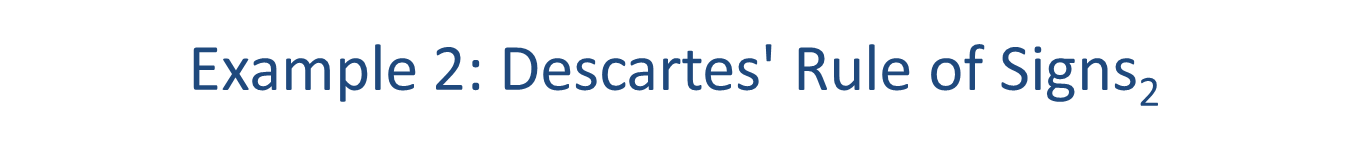 Example 2: Descartes' Rule of Signs₂